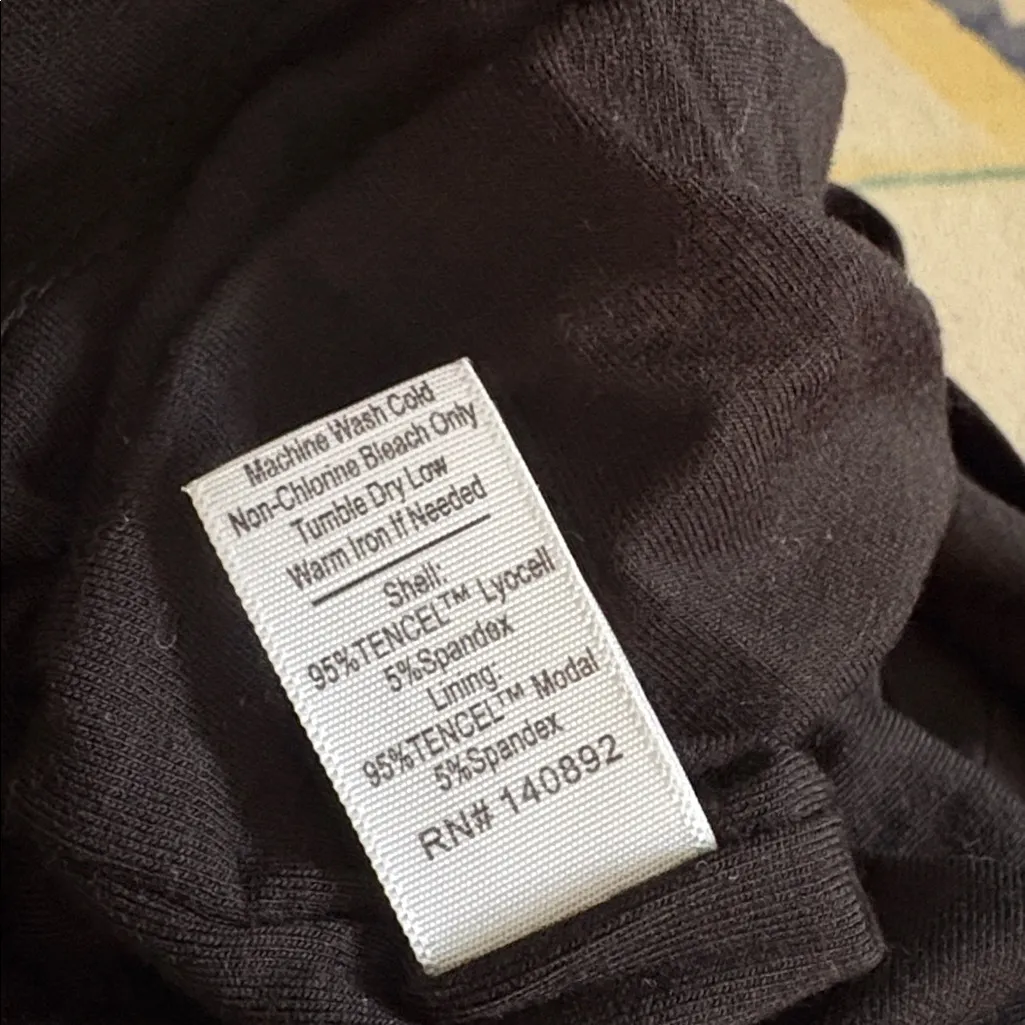 Machine Wash Cold
Non-Chlorine Bleach Only
Tumble Dry Low
Warm Iron If Needed
Shell:
95%TENCEL™ Lyocell
5%Spandex
Lining:
95%TENCEL™ Modal
5%Spandex
RN# 140892